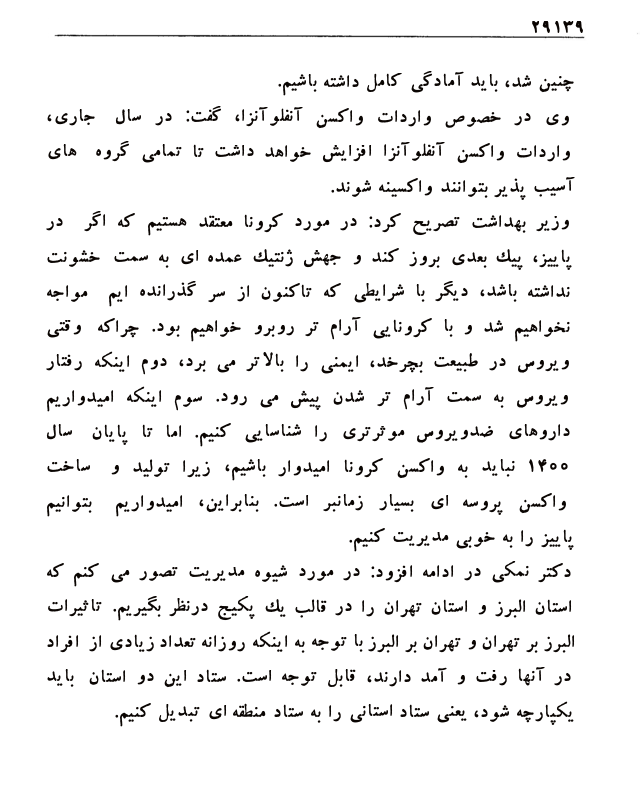 ۲۹۱۳۹
چنین شد، باید آمادگی کامل داشته باشیم.
وی در خصوص واردات واکسن آنفلوآنزا، گفت: در سال جاری،
واردات واکسن آنفلوآنزا افزایش خواهد داشت تا تمامی گروه های
آسیب پذیر بتوانند واکسینه شوند.
وزیر بهداشت تصریح کرد: در مورد کرونا معتقد هستیم که اگر در
پاییز، پیك بعدی بروز کند و جهش ژنتیك عمده ای به سمت خشونت
نداشته باشد، دیگر با شرایطی که تاکنون از سر گذرانده ایم مواجه
نخواهیم شد و با کرونایی آرام تر روبرو خواهیم بود. چراکه وقتی
ویروس در طبیعت بچرخد، ایمنی را بالاتر می برد، دوم اینکه رفتار
ویروس به سمت آرام تر شدن پیش می رود. سوم اینکه امیدواریم
داروهای ضدویروس موثرتری را شناسایی کنیم. اما تا پایان سال
۱۴۰۰ نباید به واکسن کرونا امیدوار باشیم، زیرا تولید و ساخت
واکسن پروسه ای بسیار زمانبر است. بنابراین، امیدواریم بتوانیم
پاییز را به خوبی مدیریت کنیم.
دکتر نمکی در ادامه افزود: در مورد شیوه مدیریت تصور می کنم که
استان البرز و استان تهران را در قالب یك پکیج درنظر بگیریم. تاثیرات
البرز بر تهران و تهران بر البرز با توجه به اینکه روزانه تعداد زیادی از افراد
در آنها رفت و آمد دارند، قابل توجه است. ستاد این دو استان باید
یکپارچه شود، یعنی ستاد استانی را به ستاد منطقه ای تبدیل کنیم.